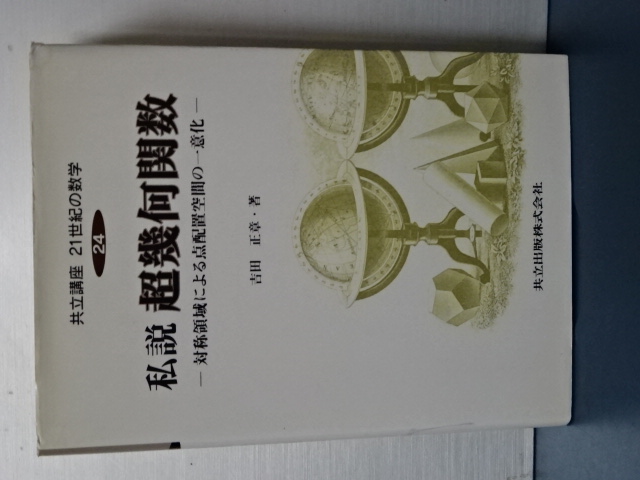 共立講座 21世紀の数学
24
私説 超幾何関数
―対称領域による点配置空間の一意化―
吉田 正章・著
共立出版株式会社